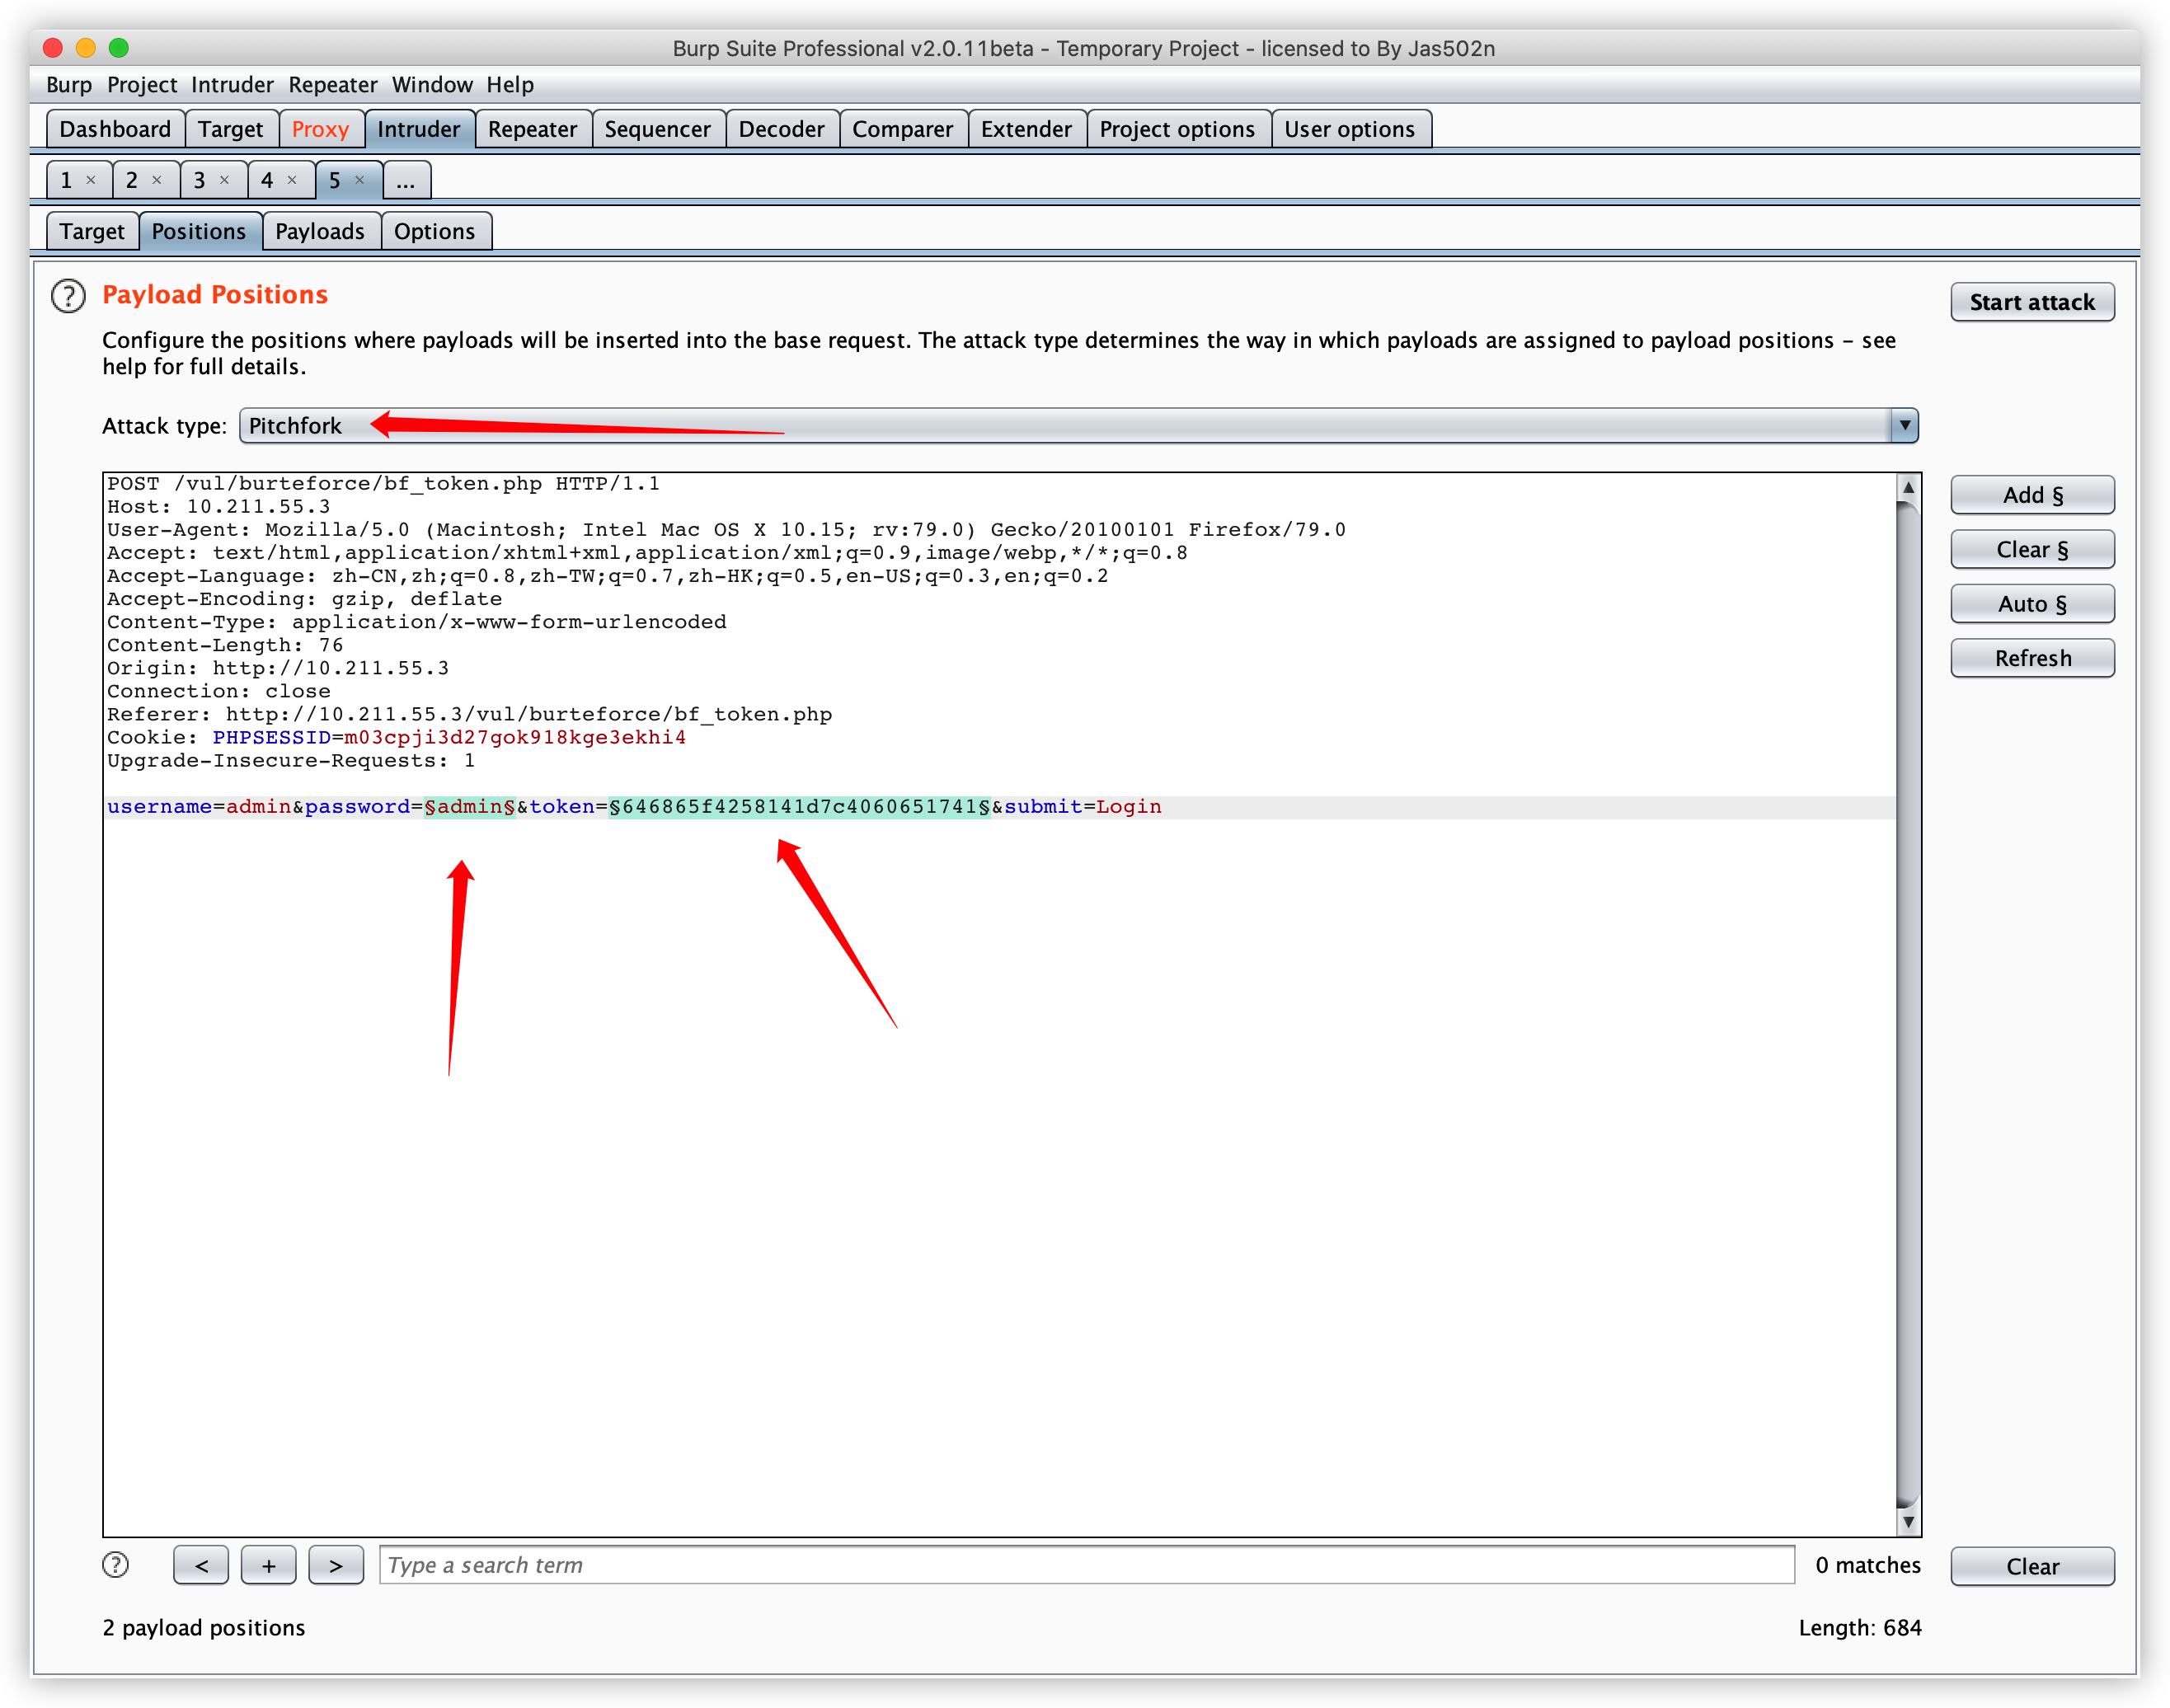 Burp Suite Professional v2.0.11beta - Temporary Project - licensed to By Jas502n
Burp Project Intruder Repeater Window Help
Dashboard Target Proxy Intruder Repeater Sequencer Decoder Comparer Extender Project options User options
1 × 2 × 3 × 4 × 5 × ...
Target Positions Payloads Options
? Payload Positions
Start attack
Configure the positions where payloads will be inserted into the base request. The attack type determines the way in which payloads are assigned to payload positions – see
help for full details.
Attack type: Pitchfork
POST /vul/burteforce/bf_token.php HTTP/1.1
Host: 10.211.55.3
User-Agent: Mozilla/5.0 (Macintosh; Intel Mac OS X 10.15; rv:79.0) Gecko/20100101 Firefox/79.0
Accept: text/html,application/xhtml+xml,application/xml;q=0.9,image/webp,*/*;q=0.8
Accept-Language: zh-CN,zh;q=0.8,zh-TW;q=0.7,zh-HK;q=0.5,en-US;q=0.3,en;q=0.2
Accept-Encoding: gzip, deflate
Content-Type: application/x-www-form-urlencoded
Content-Length: 76
Origin: http://10.211.55.3
Connection: close
Referer: http://10.211.55.3/vul/burteforce/bf_token.php
Cookie: PHPSESSID=m03cpji3d27gok918kge3ekhi4
Upgrade-Insecure-Requests: 1
username=admin&password=§admin§&token=§646865f4258141d7c4060651741§&submit=Login
Add §
Clear §
Auto §
Refresh
? < + > Type a search term 0 matches Clear
2 payload positions Length: 684